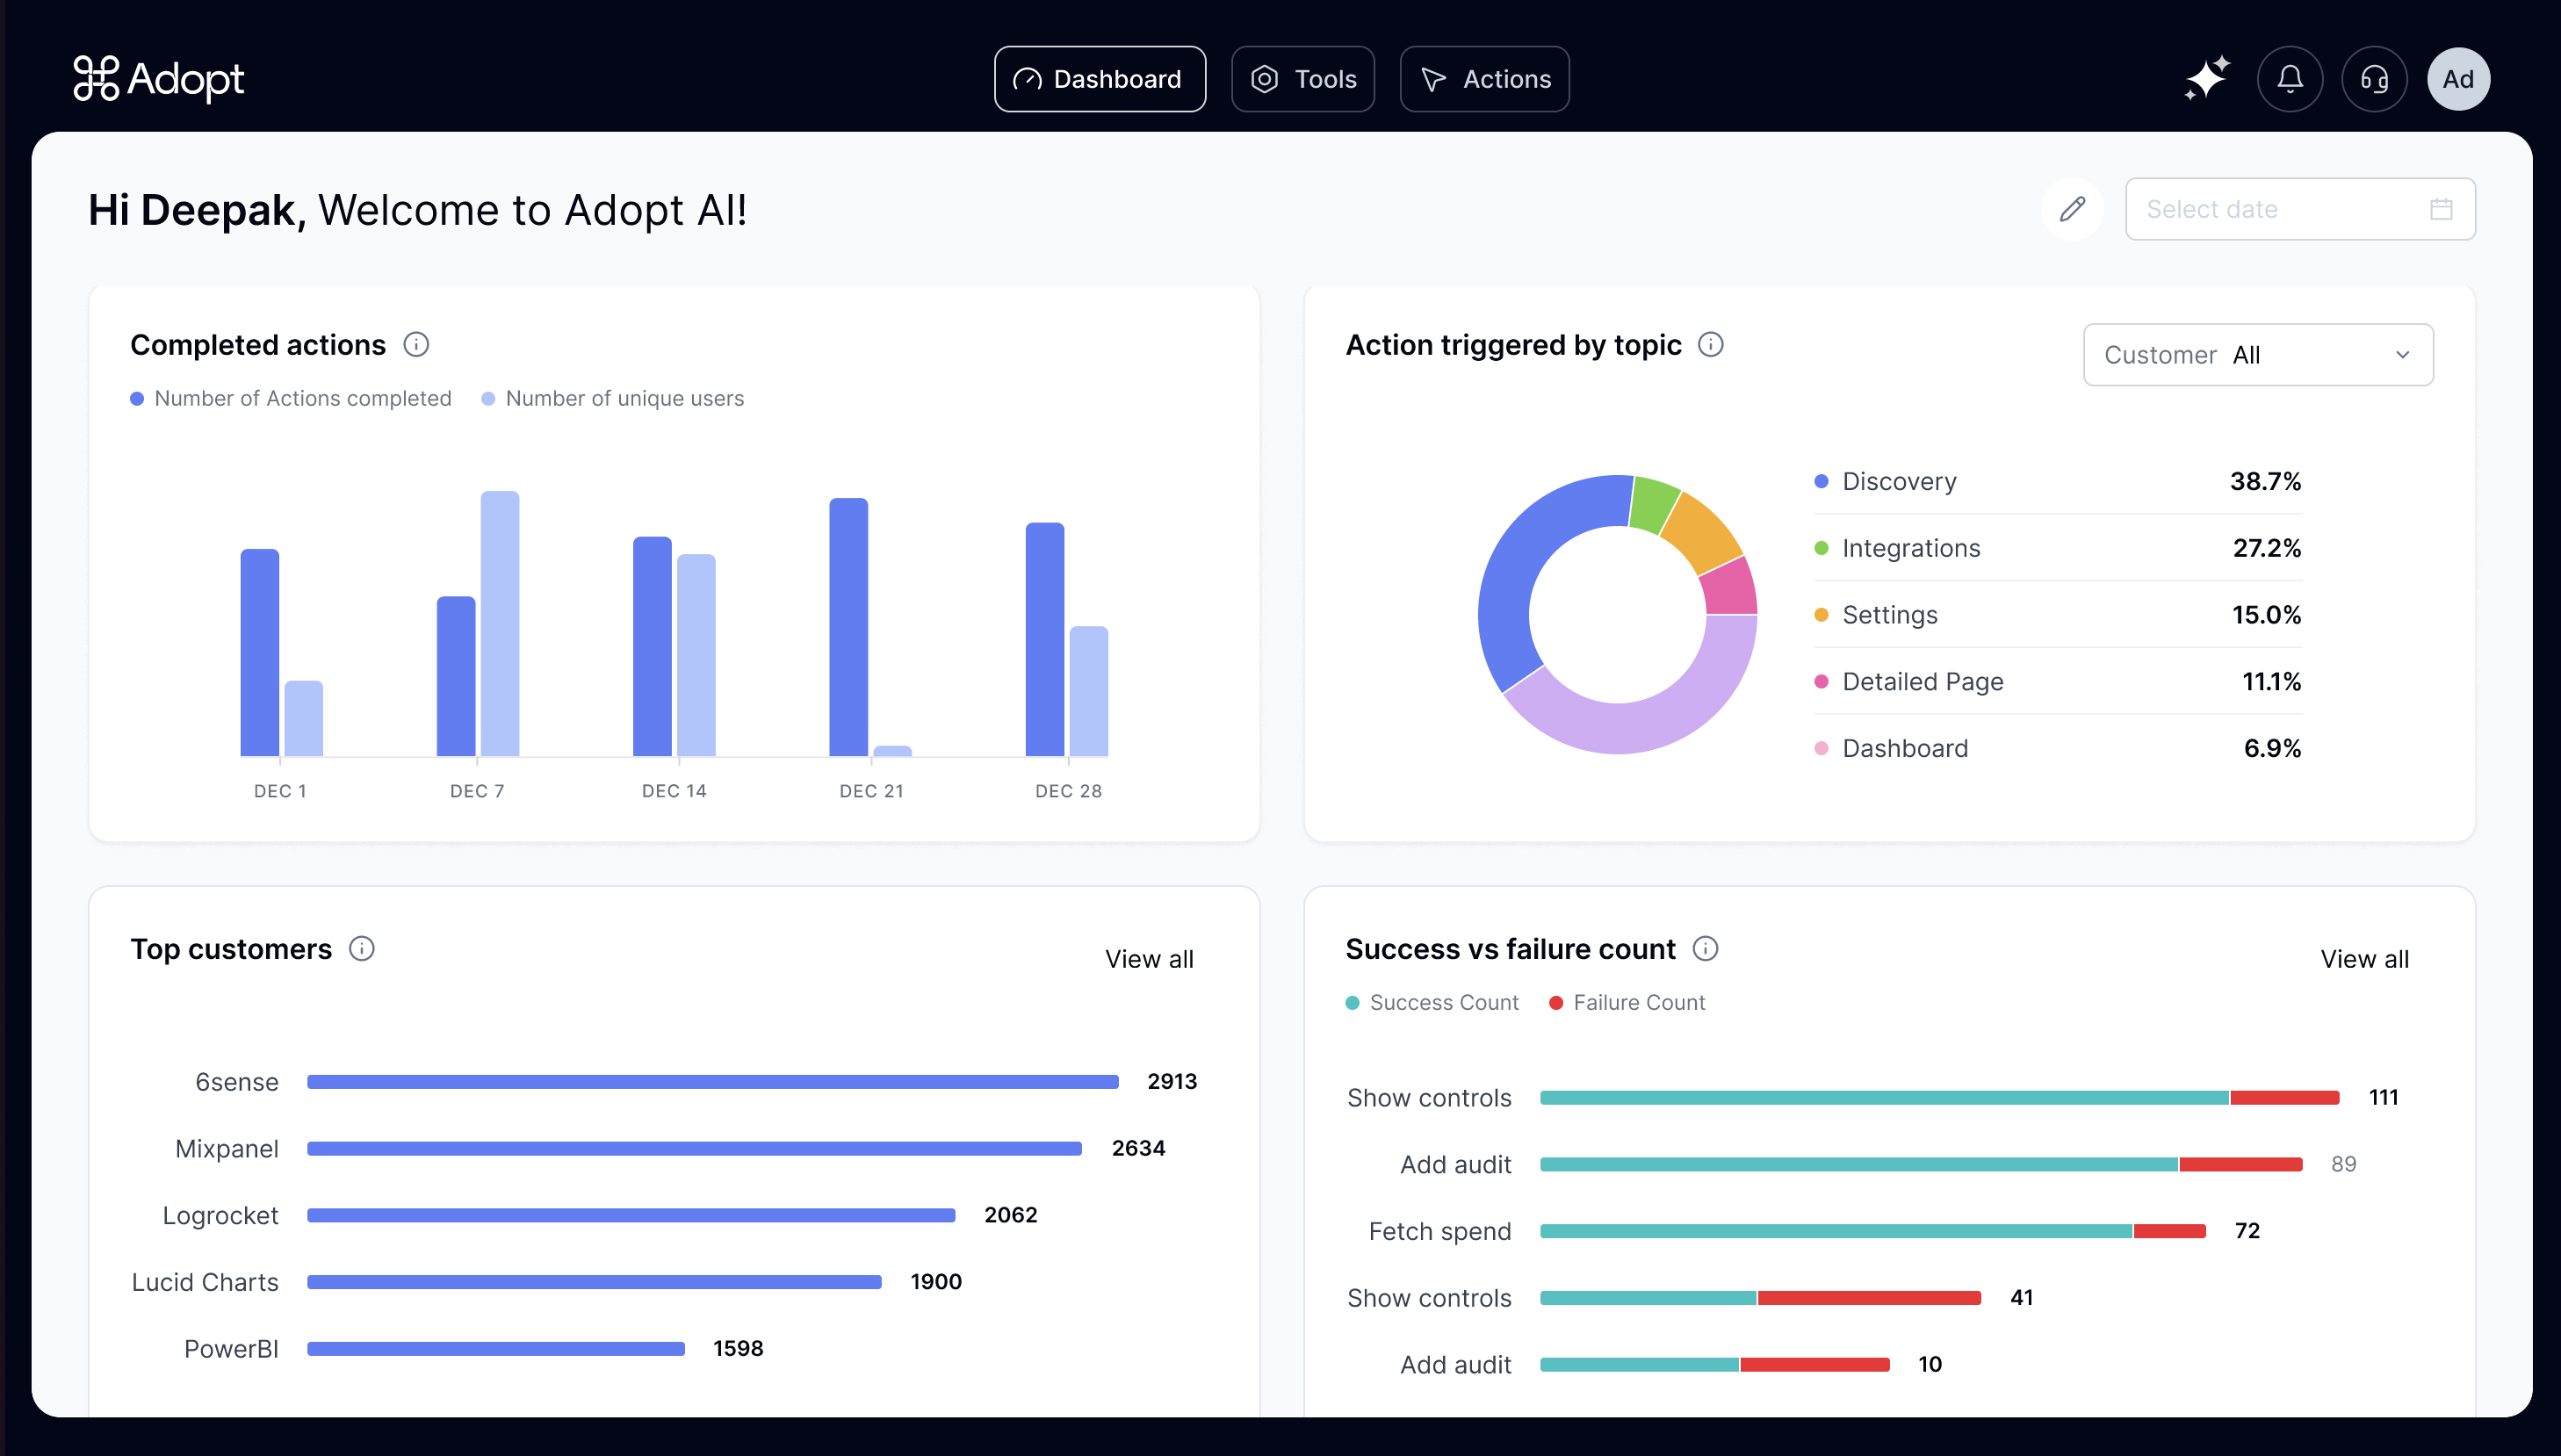 Adopt
Dashboard
Tools
Actions
Ad
Hi Deepak, Welcome to Adopt AI!
Select date
Completed actions
Number of Actions completed
Number of unique users
DEC 1
DEC 7
DEC 14
DEC 21
DEC 28
Action triggered by topic
Customer All
Discovery 38.7%
Integrations 27.2%
Settings 15.0%
Detailed Page 11.1%
Dashboard 6.9%
Top customers
View all
6sense 2913
Mixpanel 2634
Logrocket 2062
Lucid Charts 1900
PowerBI 1598
Success vs failure count
View all
Success Count
Failure Count
Show controls 111
Add audit 89
Fetch spend 72
Show controls 41
Add audit 10